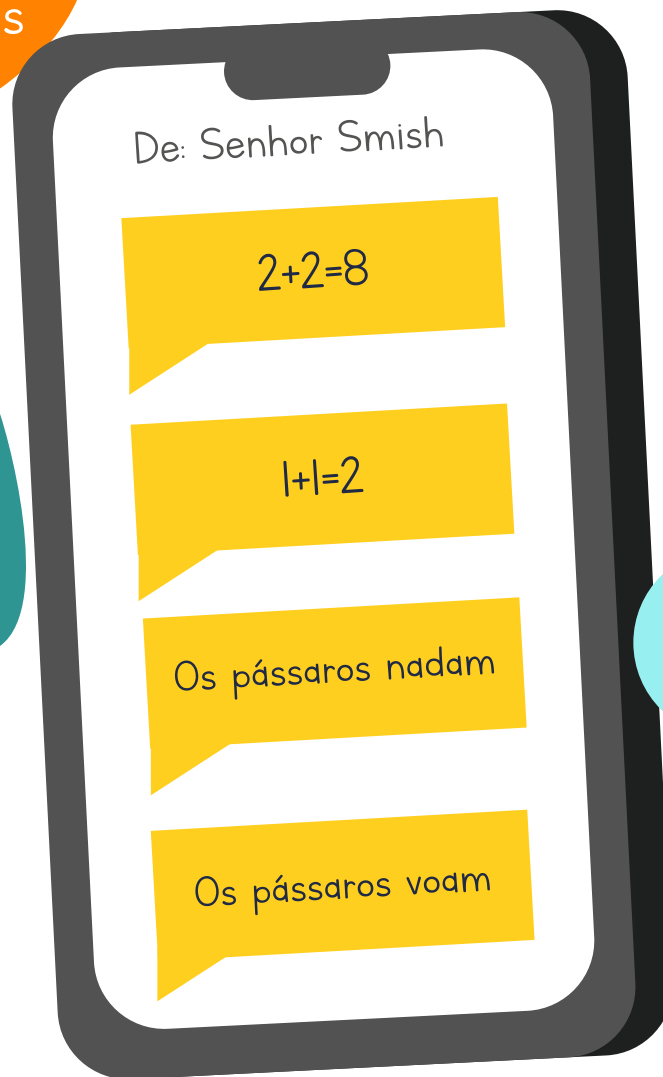 s
De: Senhor Smish
2+2=8
1+1=2
Os pássaros nadam
Os pássaros voam